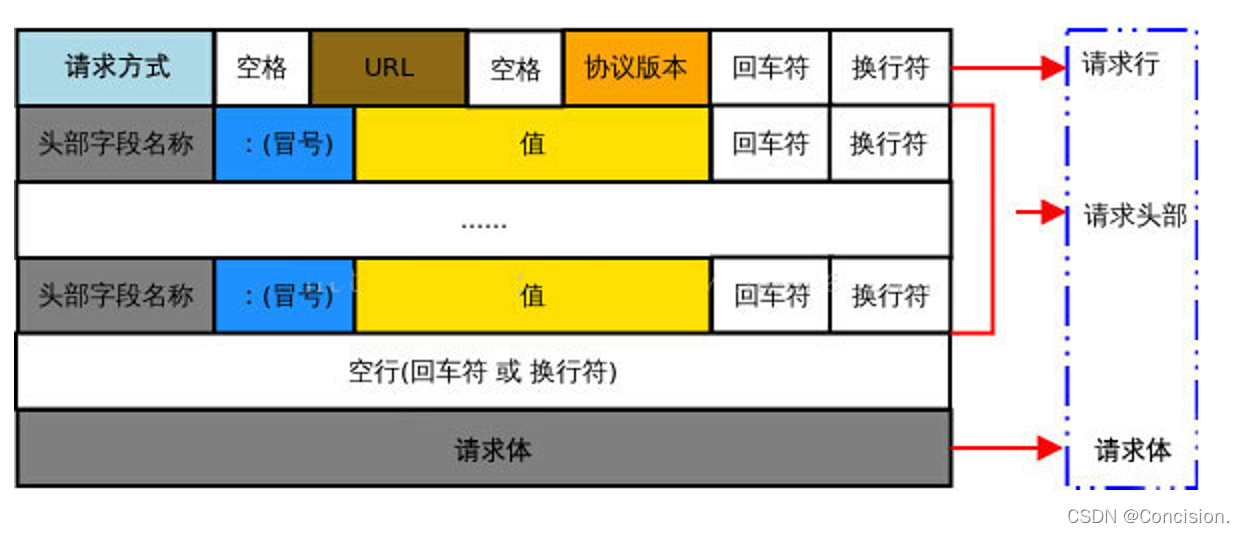 请求方式 空格 URL 空格 协议版本 回车符 换行符 请求行
头部字段名称 :(冒号) 值 回车符 换行符
...... 请求头部
头部字段名称 :(冒号) 值 回车符 换行符
空行(回车符 或 换行符)
请求体 请求体
CSDN @Concision.